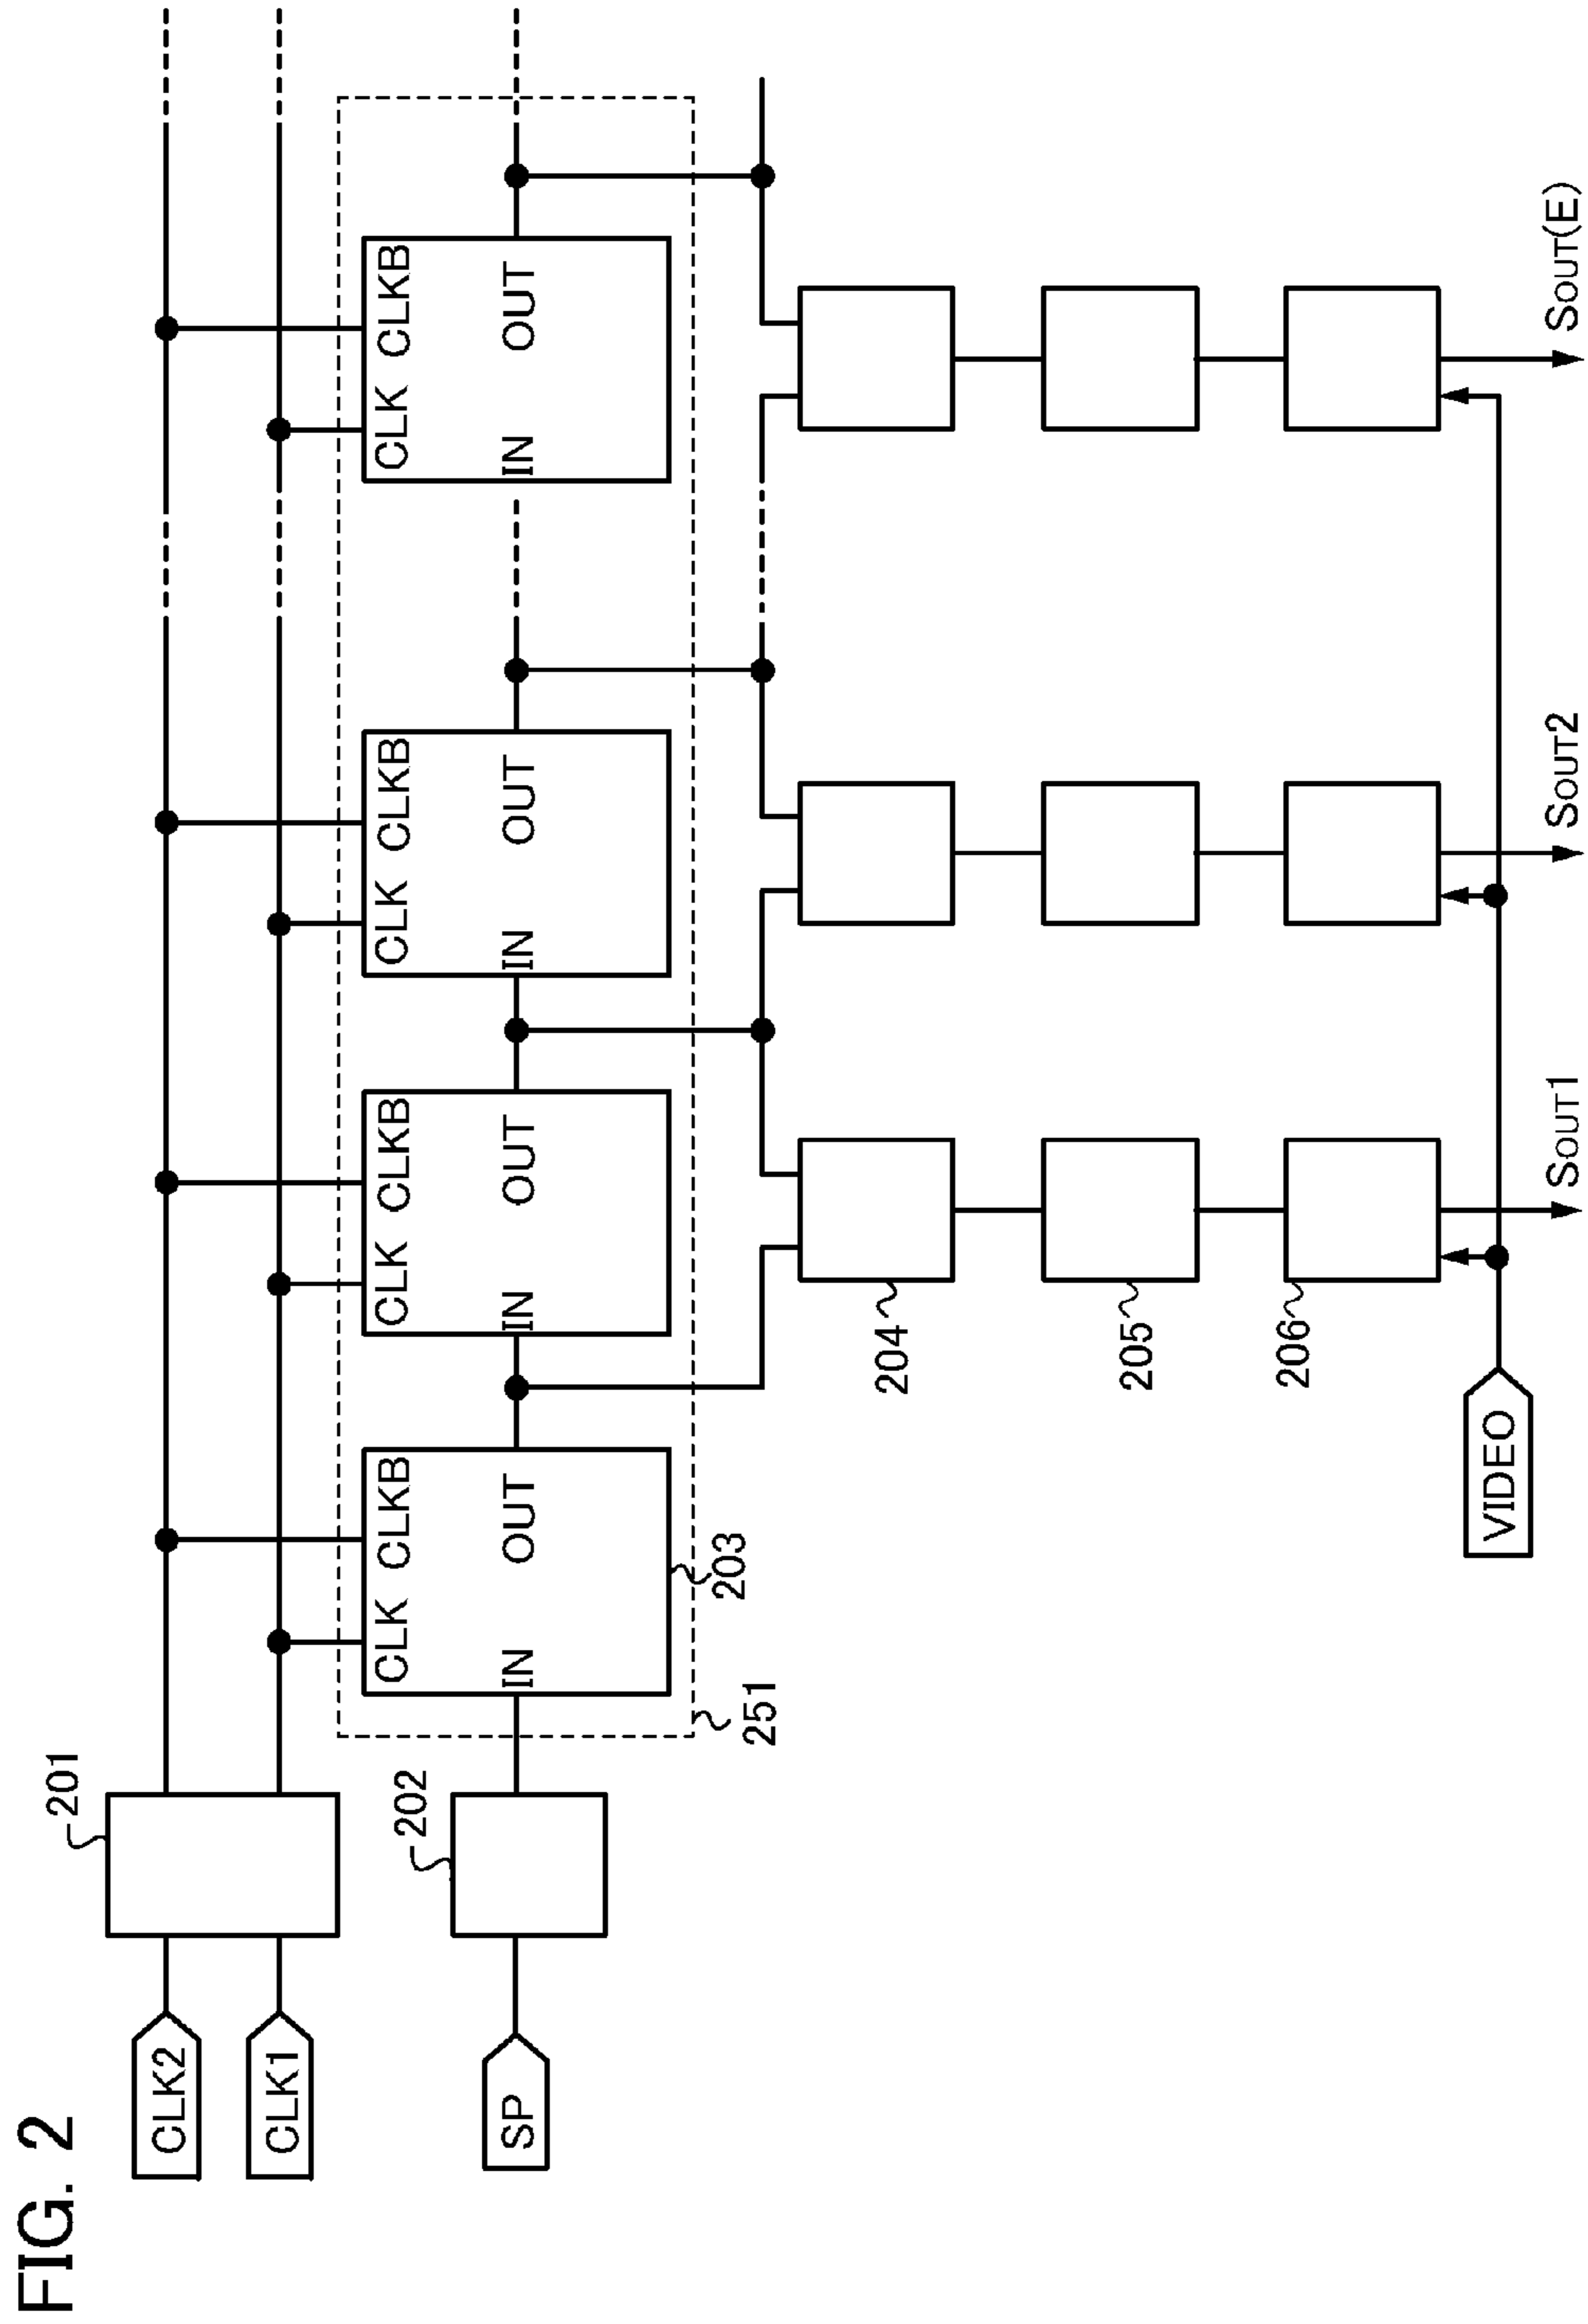 FIG. 2
CLK2
CLK1
SP
201
202
251
203
CLK CLKB
IN OUT
CLK CLKB
IN OUT
CLK CLKB
IN OUT
CLK CLKB
IN OUT
204
205
206
VIDEO
SOUT1
SOUT2
SOUT(E)